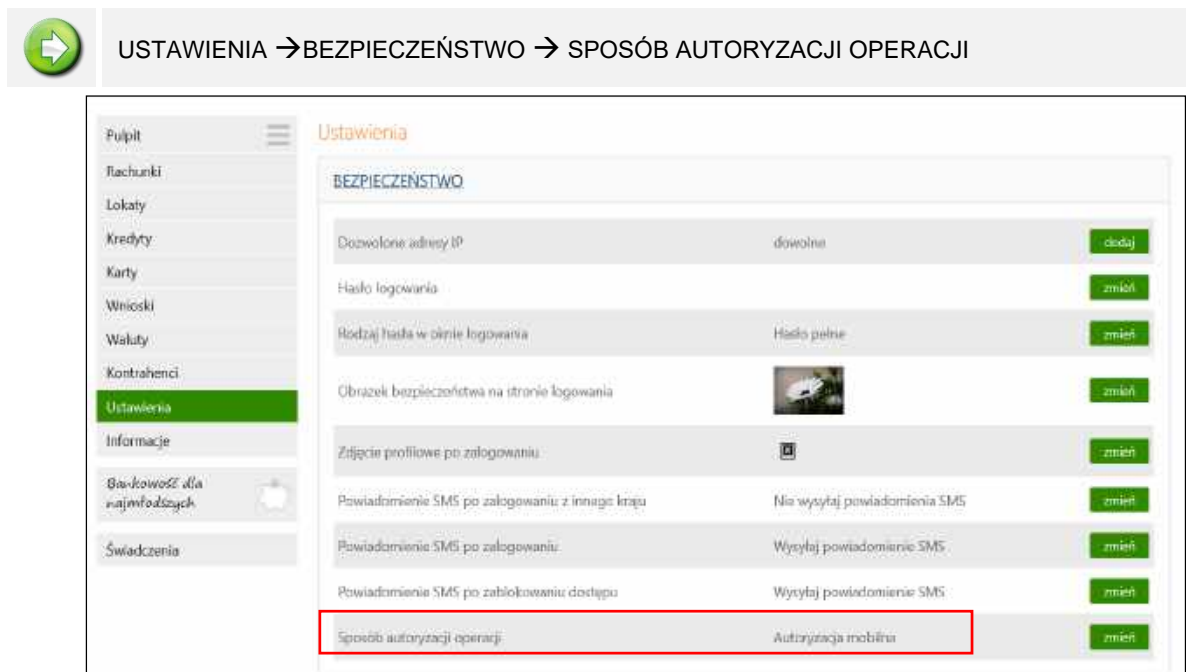 USTAWIENIA →BEZPIECZEŃSTWO → SPOSÓB AUTORYZACJI OPERACJI
Pulpit
Rachunki
Lokaty
Kredyty
Karty
Wnioski
Waluty
Kontrahenci
Ustawienia
Informacje
Bankowość dla
najmłodszych
Świadczenia
Ustawienia
BEZPIECZEŃSTWO
Dozwolone adresy IP dowolne dodaj
Hasło logowania zmień
Rodzaj hasła w oknie logowania Hasło pełne zmień
Obrazek bezpieczeństwa na stronie logowania zmień
Zdjęcie profilowe po zalogowaniu zmień
Powiadomienie SMS po zalogowaniu z innego kraju Nie wysyłaj powiadomienia SMS zmień
Powiadomienie SMS po zalogowaniu Wysyłaj powiadomienie SMS zmień
Powiadomienie SMS po zablokowaniu dostępu Wysyłaj powiadomienie SMS zmień
Sposób autoryzacji operacji Autoryzacja mobilna zmień